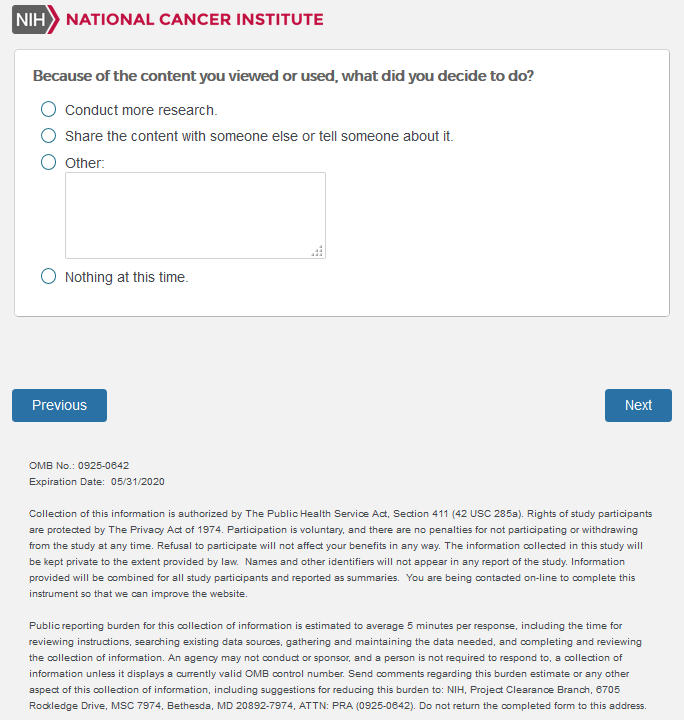 NIH NATIONAL CANCER INSTITUTE
Because of the content you viewed or used, what did you decide to do?
Conduct more research.
Share the content with someone else or tell someone about it.
Other:
Nothing at this time.
Previous
Next
OMB No.: 0925-0642
Expiration Date: 05/31/2020
Collection of this information is authorized by The Public Health Service Act, Section 411 (42 USC 285a). Rights of study participants
are protected by The Privacy Act of 1974. Participation is voluntary, and there are no penalties for not participating or withdrawing
from the study at any time. Refusal to participate will not affect your benefits in any way. The information collected in this study will
be kept private to the extent provided by law. Names and other identifiers will not appear in any report of the study. Information
provided will be combined for all study participants and reported as summaries. You are being contacted on-line to complete this
instrument so that we can improve the website.
Public reporting burden for this collection of information is estimated to average 5 minutes per response, including the time for
reviewing instructions, searching existing data sources, gathering and maintaining the data needed, and completing and reviewing
the collection of information. An agency may not conduct or sponsor, and a person is not required to respond to, a collection of
information unless it displays a currently valid OMB control number. Send comments regarding this burden estimate or any other
aspect of this collection of information, including suggestions for reducing this burden to: NIH, Project Clearance Branch, 6705
Rockledge Drive, MSC 7974, Bethesda, MD 20892-7974, ATTN: PRA (0925-0642). Do not return the completed form to this address.